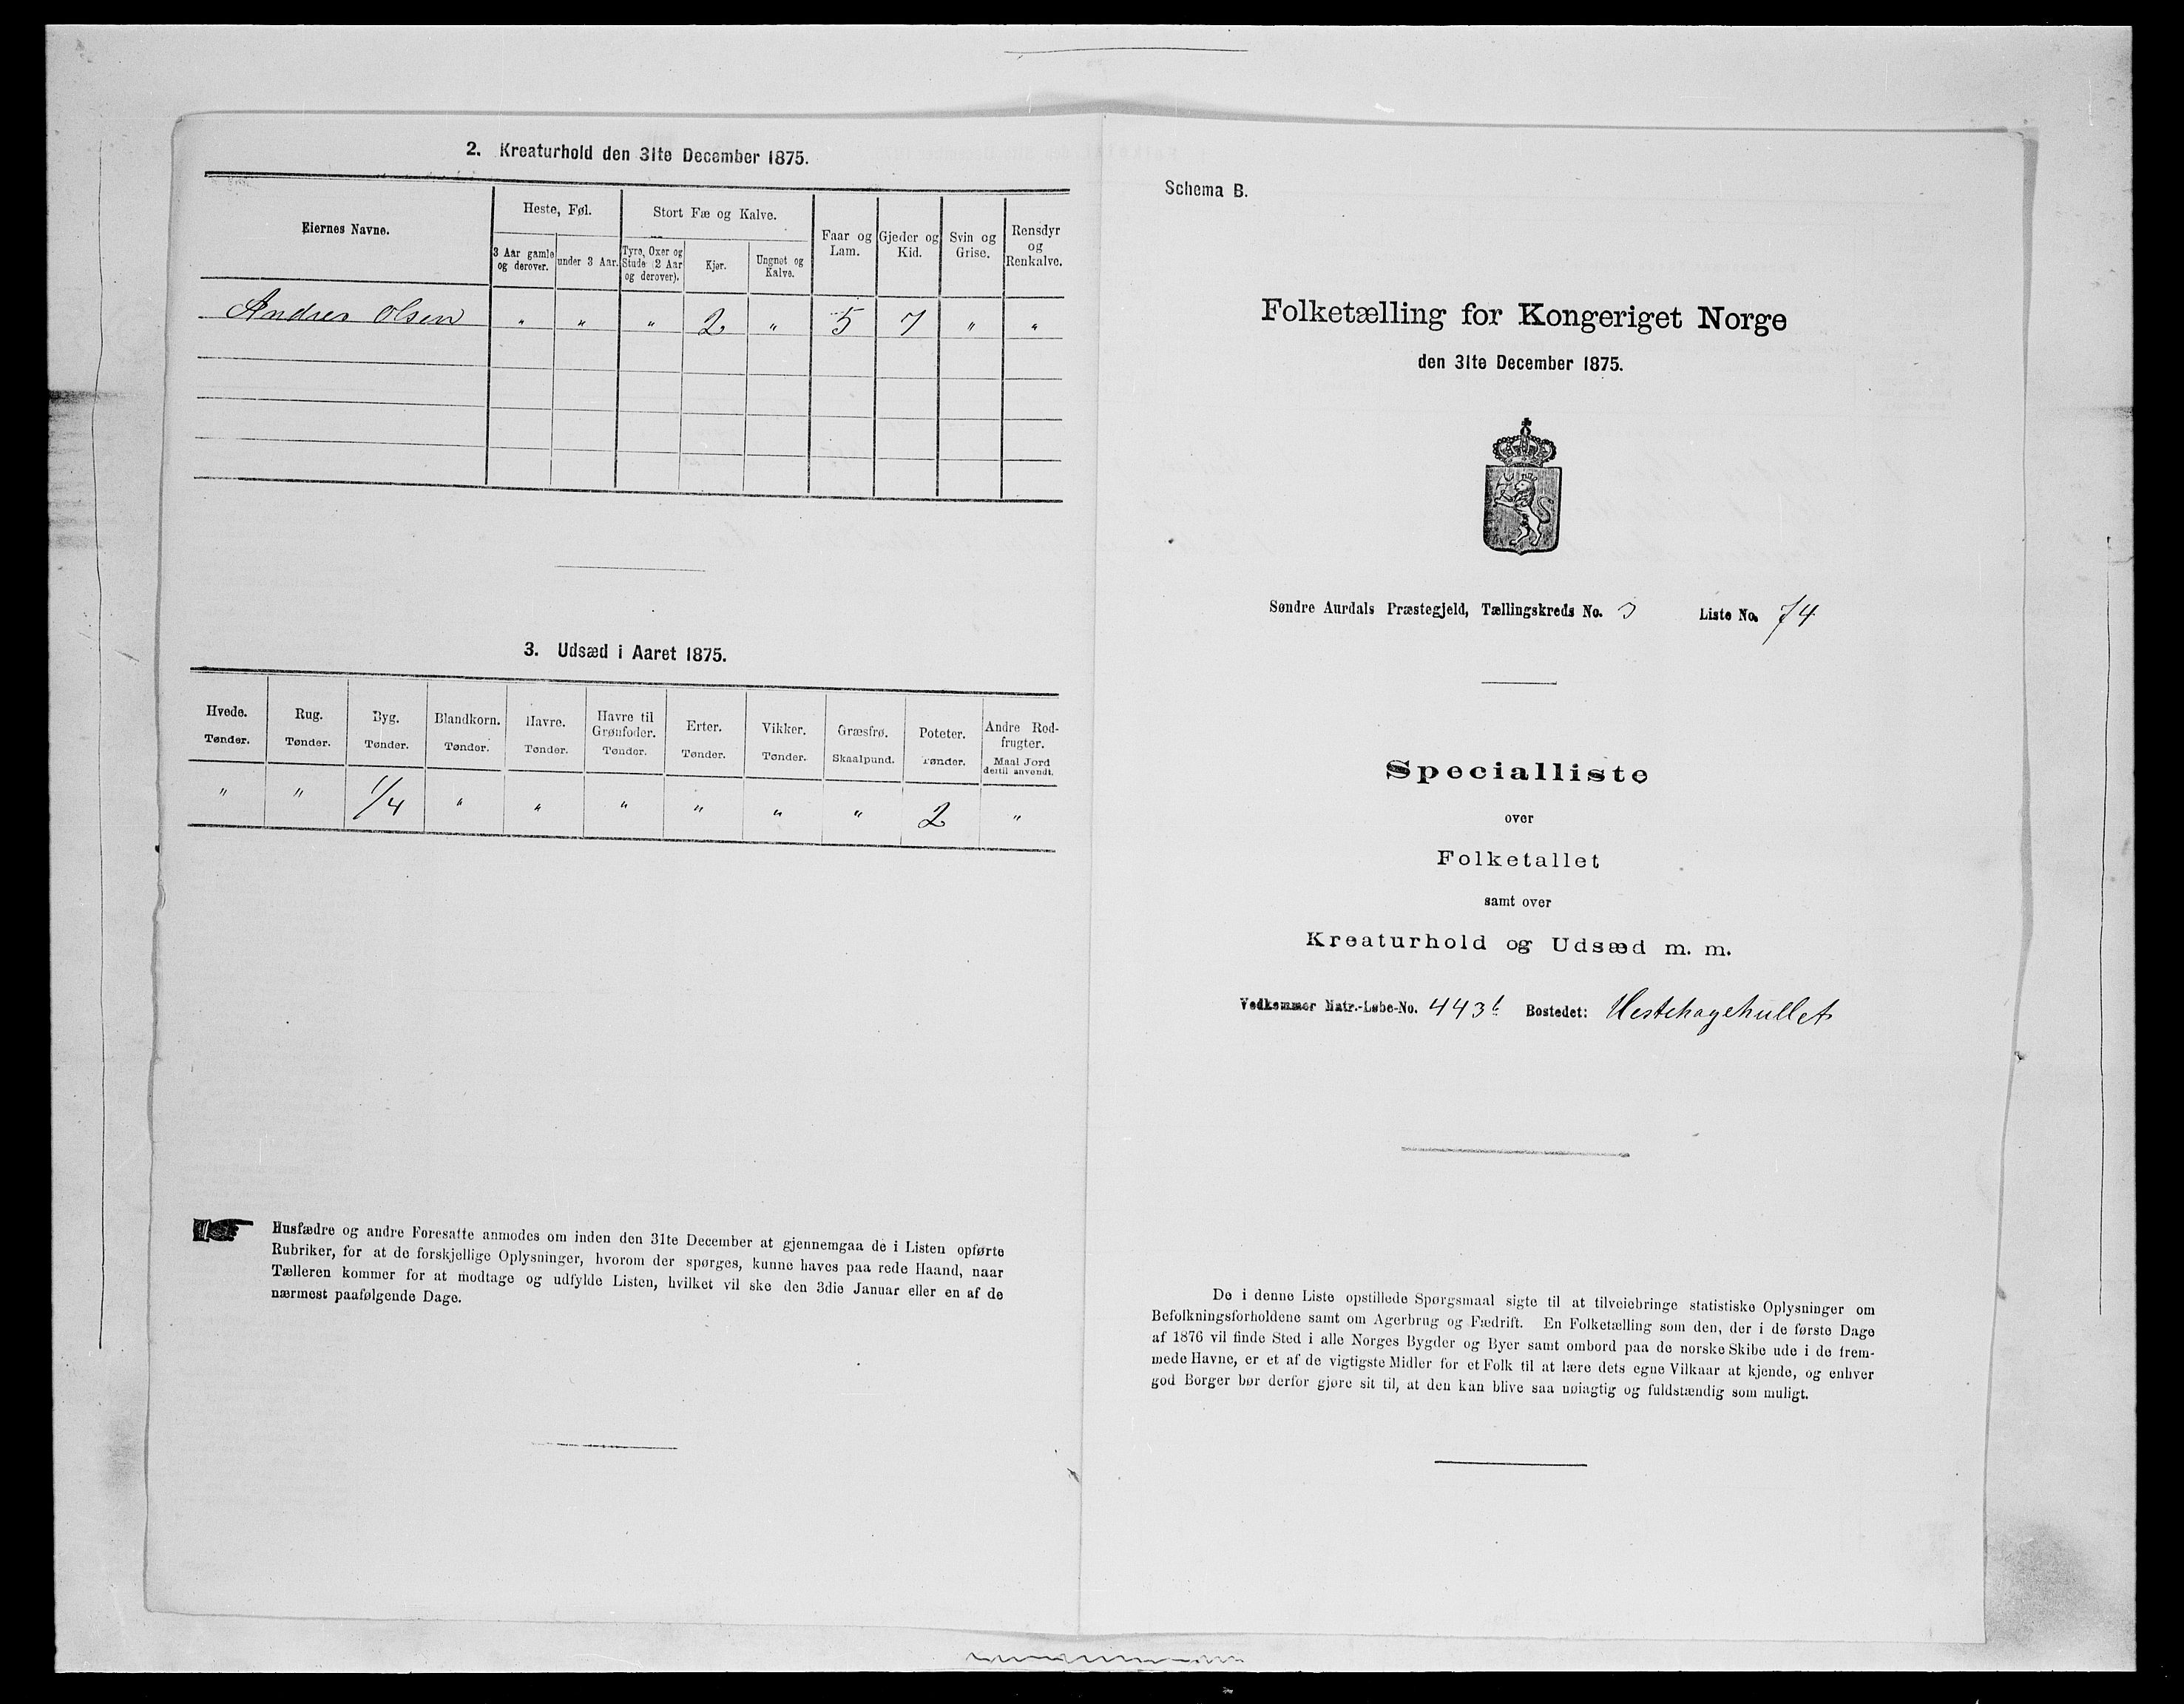 2. Kreaturhold den 31te December 1875.
Eiernes Navne.
Heste, Føl.
Stort Fæ og Kalve.
Faar og Lam.
Gjeder og Kid.
Svin og Grise.
Rensdyr og Renkalve.
3 Aar gamle og derover.
under 3 Aar.
Tyre, Oxer og Stude (2 Aar og derover).
Kjør.
Ungnøt og Kalve.
Andres Olsen " " " 2 " 5 7 " "
3. Udsæd i Aaret 1875.
Hvede. Rug. Byg. Blandkorn. Havre. Havre til Grønfoder. Erter. Vikker. Græsfrø. Poteter. Andre Rodfrugter.
Tønder. Tønder. Tønder. Tønder. Tønder. Tønder. Tønder. Tønder. Skaalpund. Tønder. Maal Jord dertil anvendt.
" " 1/4 " " " " " " 2 "
Husfædre og andre Foresatte anmodes om inden den 31te December at gjennemgaa de i Listen opførte
Rubriker, for at de forskjellige Oplysninger, hvorom der spørges, kunne haves paa rede Haand, naar
Tælleren kommer for at modtage og udfylde Listen, hvilket vil ske den 3die Januar eller en af de
nærmest paafølgende Dage.
Schema B.
Folketælling for Kongeriget Norge
den 31te December 1875.
Søndre Aurdals Præstegjeld, Tællingskreds No. 3 Liste No. 74
Specialliste
over
Folketallet
samt over
Kreaturhold og Udsæd m. m.
Vedkommer Matr.-Løbe-No. 443b Bostedet: Hestehagehullet
De i denne Liste opstillede Spørgsmaal sigte til at tilveiebringe statistiske Oplysninger om
Befolkningsforholdene samt om Agerbrug og Fædrift. En Folketælling som den, der i de første Dage
af 1876 vil finde Sted i alle Norges Bygder og Byer samt ombord paa de norske Skibe ude i de frem-
mede Havne, er et af de vigtigste Midler for et Folk til at lære dets egne Vilkaar at kjende, og enhver
god Borger bør derfor gjøre sit til, at den kan blive saa nøiagtig og fuldstændig som muligt.